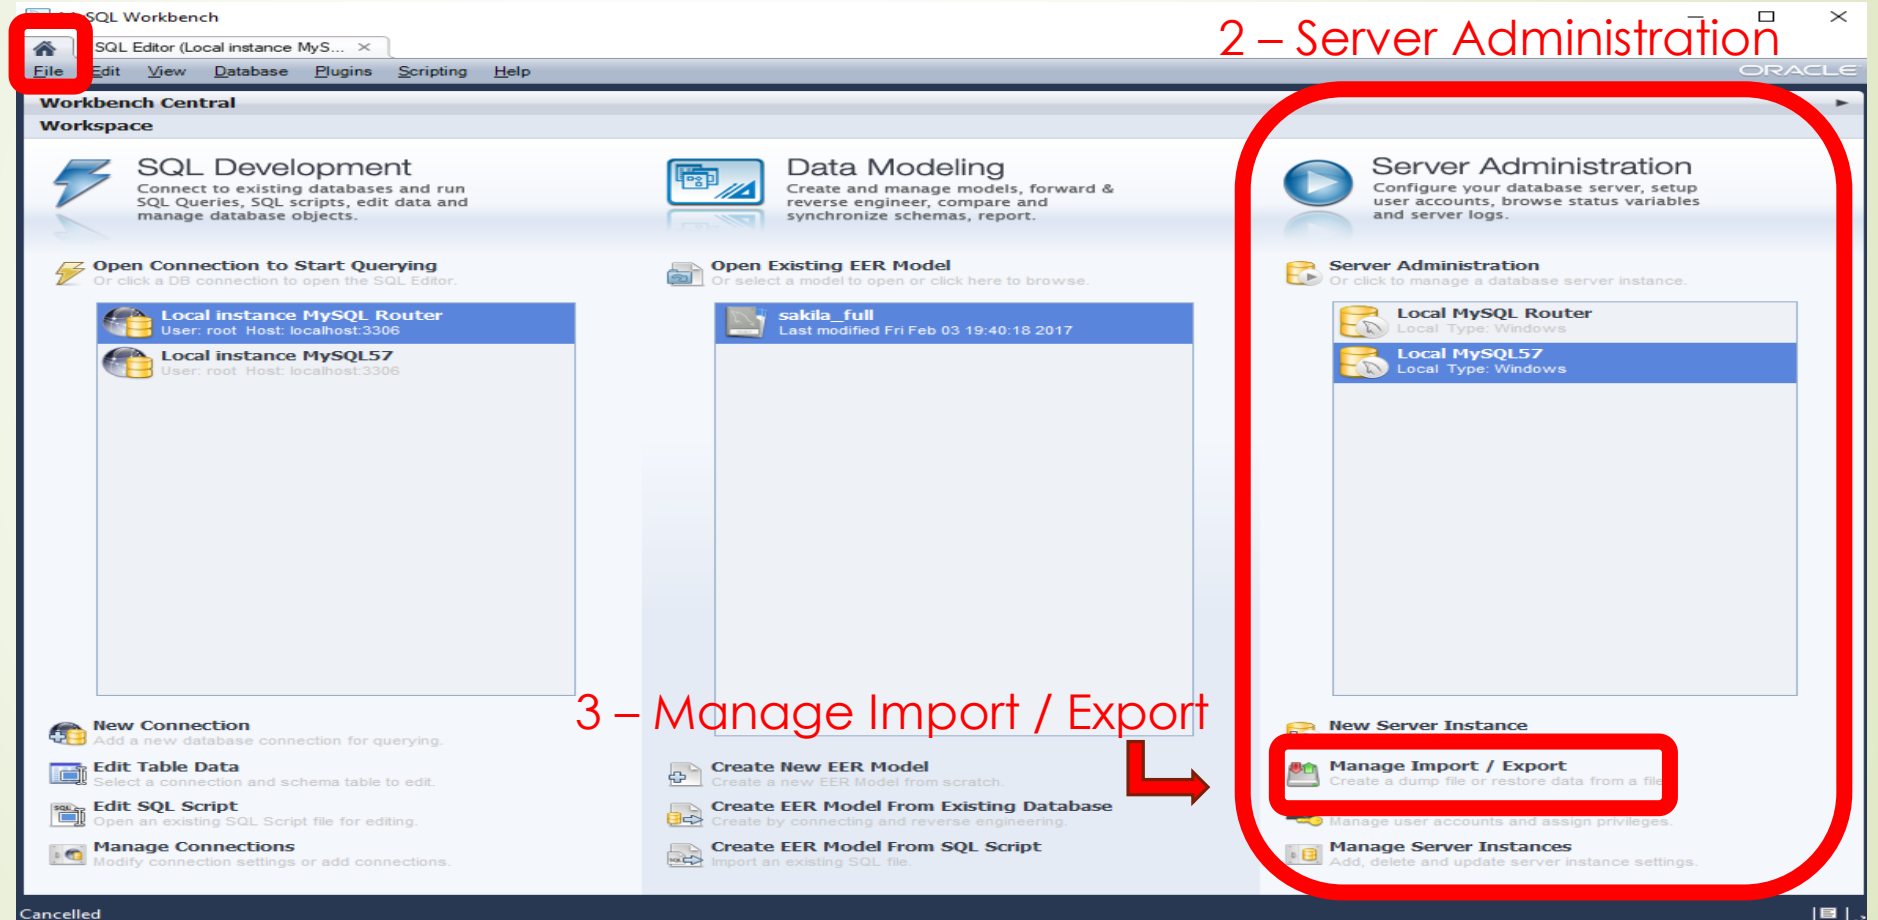 SQL Workbench
2 – Server Administration
SQL Editor (Local instance MyS...
File Edit View Database Plugins Scripting Help
ORACLE
Workbench Central
Workspace
SQL Development
Connect to existing databases and run
SQL Queries, SQL scripts, edit data and
manage database objects.
Open Connection to Start Querying
Or click a DB connection to open the SQL Editor.
Local instance MySQL Router
User: root Host: localhost:3306
Local instance MySQL57
User: root Host: localhost:3306
New Connection
Add a new database connection for querying.
Edit Table Data
Select a connection and schema table to edit.
Edit SQL Script
Open an existing SQL Script file for editing.
Manage Connections
Modify connection settings or add connections.
Data Modeling
Create and manage models, forward &
reverse engineer, compare and
synchronize schemas, report.
Open Existing EER Model
Or select a model to open or click here to browse.
sakila_full
Last modified Fri Feb 03 19:40:18 2017
3 – Manage Import / Export
Create New EER Model
Create a new EER Model from scratch.
Create EER Model From Existing Database
Create by connecting and reverse engineering.
Create EER Model From SQL Script
Import an existing SQL file.
Server Administration
Configure your database server, setup
user accounts, browse status variables
and server logs.
Server Administration
Or click to manage a database server instance.
Local MySQL Router
Local Type: Windows
Local MySQL57
Local Type: Windows
New Server Instance
Manage Import / Export
Create a dump file or restore data from a file
Manage user accounts and assign privileges.
Manage Server Instances
Add, delete and update server instance settings.
Cancelled